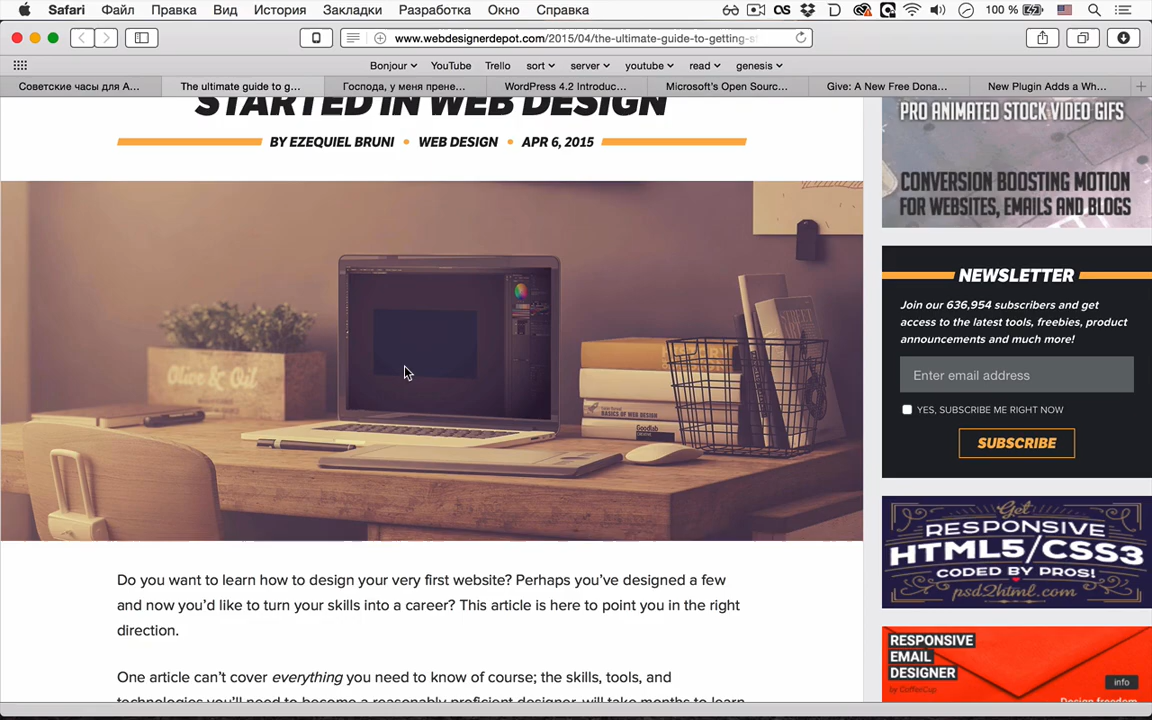 Safari Файл Правка Вид История Закладки Разработка Окно Справка 100 %
www.webdesignerdepot.com/2015/04/the-ultimate-guide-to-getting-s
Bonjour YouTube Trello sort server youtube read genesis
Советские часы для A... The ultimate guide to g... Господа, у меня прене... WordPress 4.2 Introduc... Microsoft's Open Sourc... Give: A New Free Dona... New Plugin Adds a Wh...
STARTED IN WEB DESIGN
BY EZEQUIEL BRUNI • WEB DESIGN • APR 6, 2015
Olive & Oil
BASICS OF WEB DESIGN
Goodlab
Do you want to learn how to design your very first website? Perhaps you've designed a few
and now you'd like to turn your skills into a career? This article is here to point you in the right
direction.
One article can't cover everything you need to know of course; the skills, tools, and
technologies you'll need to become a reasonably proficient designer will take months to learn
PRO ANIMATED STOCK VIDEO GIFS
CONVERSION BOOSTING MOTION
FOR WEBSITES, EMAILS AND BLOGS
NEWSLETTER
Join our 636,954 subscribers and get
access to the latest tools, freebies, product
announcements and much more!
Enter email address
YES, SUBSCRIBE ME RIGHT NOW
SUBSCRIBE
Get
RESPONSIVE
HTML5/CSS3
CODED BY PROS!
psd2html.com
RESPONSIVE
EMAIL
DESIGNER
by CoffeeCup
info
Design freedom